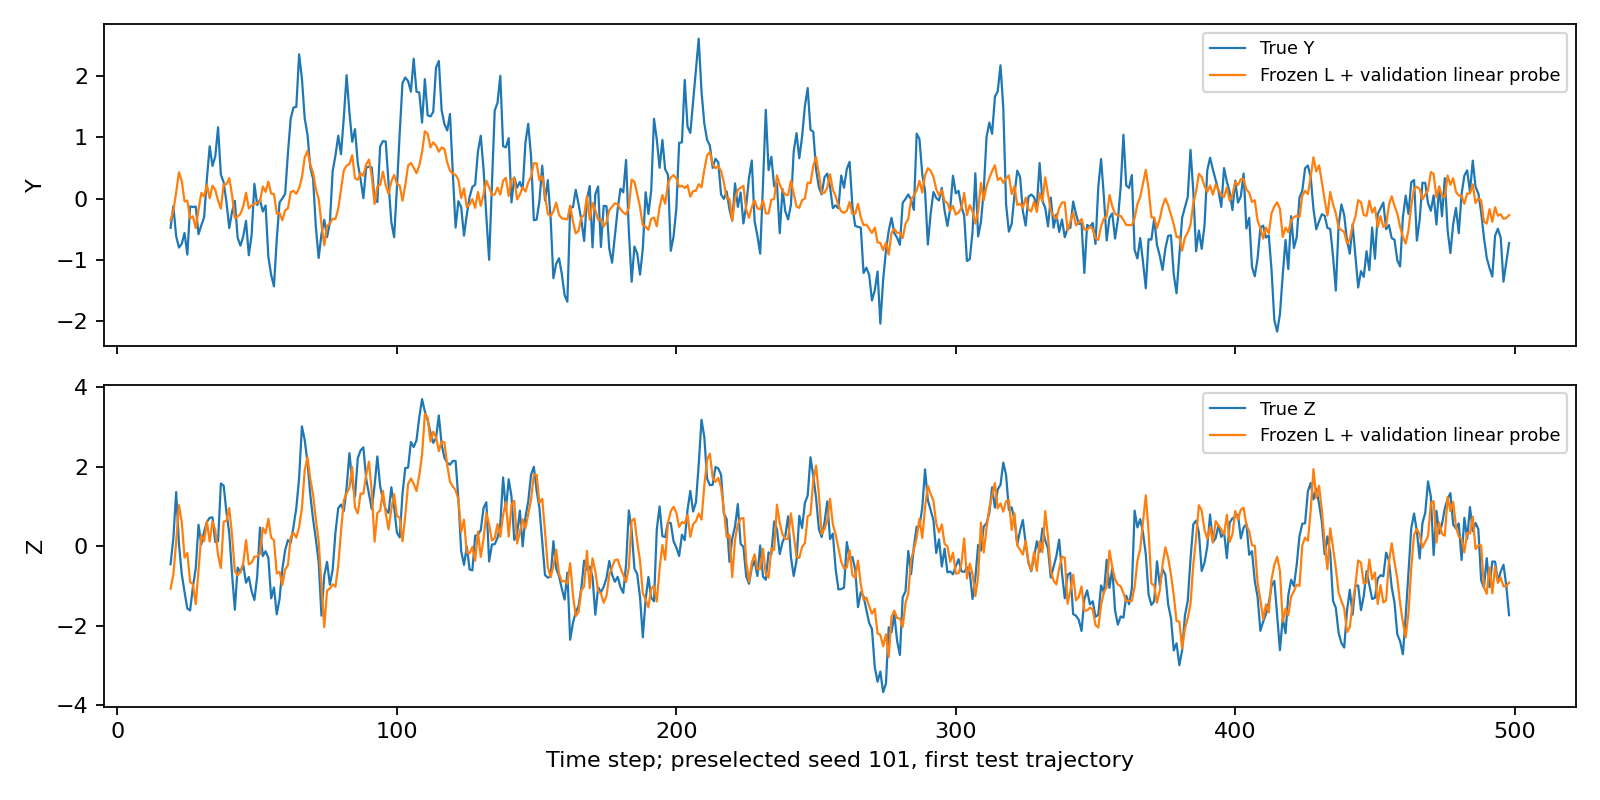 True Y
Frozen L + validation linear probe
Y
2
1
0
−1
−2
True Z
Frozen L + validation linear probe
Z
4
2
0
−2
−4
0 100 200 300 400 500
Time step; preselected seed 101, first test trajectory